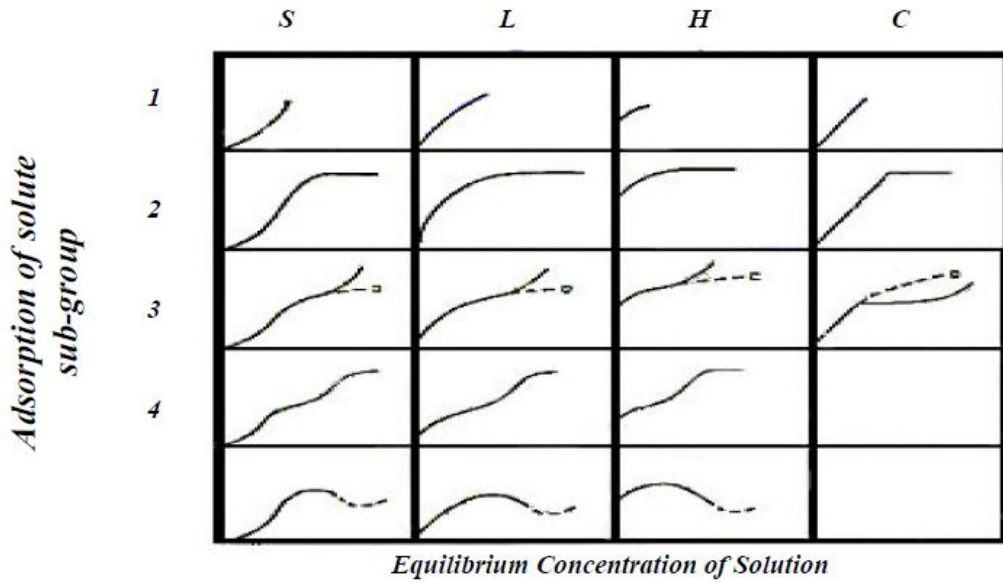 S L H C
1
2
3
4
Adsorption of solute
sub-group
Equilibrium Concentration of Solution